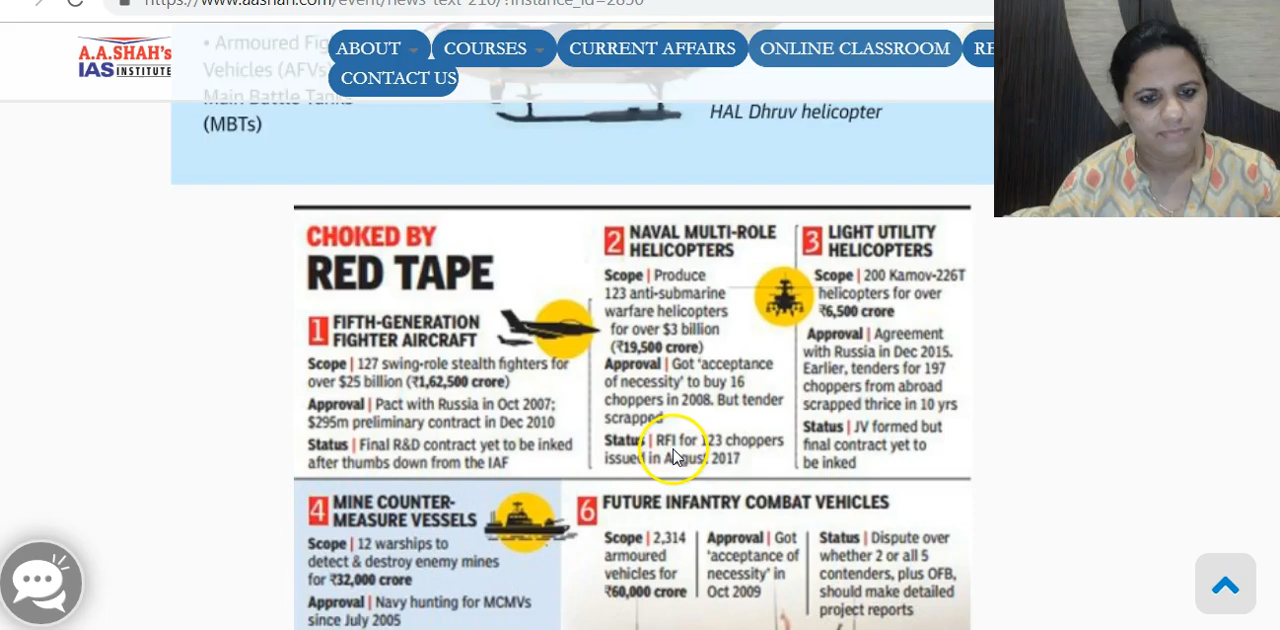 https://www.aashah.com/event/news-text-210/?instance_id=2850
A.A.SHAH's
IAS INSTITUTE
ABOUT
COURSES
CURRENT AFFAIRS
ONLINE CLASSROOM
RE
CONTACT US
• Armoured Fig
Vehicles (AFVs
Main Battle Tanks
(MBTs)
HAL Dhruv helicopter
CHOKED BY
RED TAPE
1 FIFTH-GENERATION
FIGHTER AIRCRAFT
Scope | 127 swing-role stealth fighters for
over $25 billion (₹1,62,500 crore)
Approval | Pact with Russia in Oct 2007;
$295m preliminary contract in Dec 2010
Status | Final R&D contract yet to be inked
after thumbs down from the IAF
2 NAVAL MULTI-ROLE
HELICOPTERS
Scope | Produce
123 anti-submarine
warfare helicopters
for over $3 billion
(₹19,500 crore)
Approval | Got 'acceptance
of necessity' to buy 16
choppers in 2008. But tender
scrapped
Status | RFI for 123 choppers
issued in August 2017
3 LIGHT UTILITY
HELICOPTERS
Scope | 200 Kamov-226T
helicopters for over
₹6,500 crore
Approval | Agreement
with Russia in Dec 2015.
Earlier, tenders for 197
choppers from abroad
scrapped thrice in 10 yrs
Status | JV formed but
final contract yet to
be inked
4 MINE COUNTER-
MEASURE VESSELS
Scope | 12 warships to
detect & destroy enemy mines
for ₹32,000 crore
Approval | Navy hunting for MCMVs
since July 2005
6 FUTURE INFANTRY COMBAT VEHICLES
Scope | 2,314
armoured
vehicles for
₹60,000 crore
Approval | Got
'acceptance of
necessity' in
Oct 2009
Status | Dispute over
whether 2 or all 5
contenders, plus OFB,
should make detailed
project reports